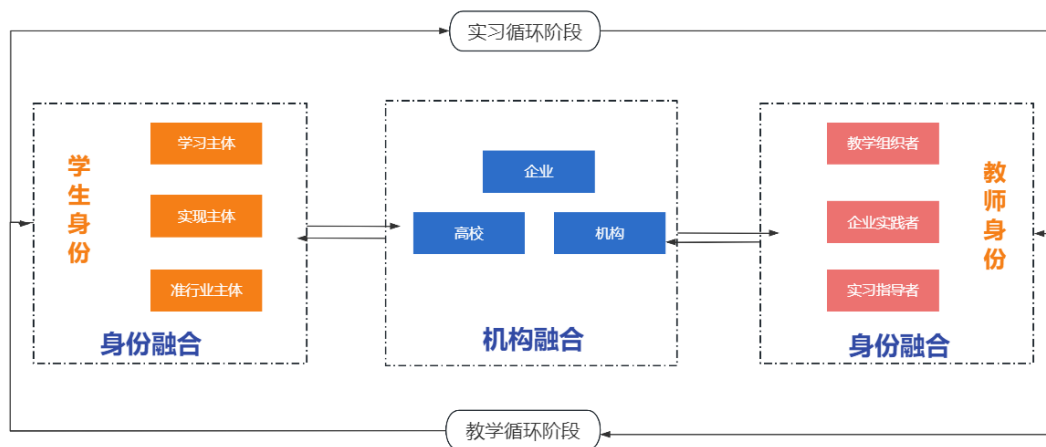 实习循环阶段
学生身份
学习主体
实现主体
准行业主体
身份融合
企业
高校
机构
机构融合
教学组织者
企业实践者
实习指导者
教师身份
身份融合
教学循环阶段